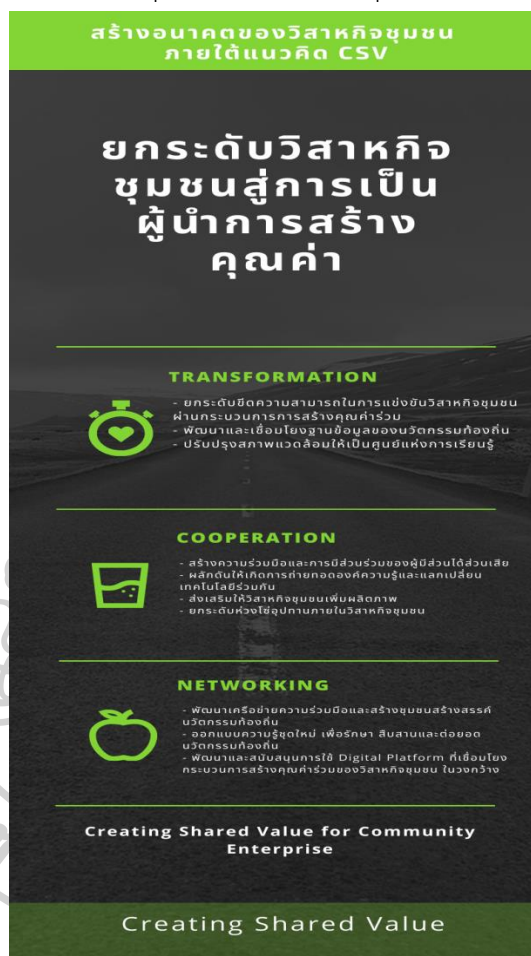 สร้างอนาคตของวิสาหกิจชุมชน
ภายใต้แนวคิด CSV
ยกระดับวิสาหกิจ
ชุมชนสู่การเป็น
ผู้นำการสร้าง
คุณค่า
TRANSFORMATION
- ยกระดับขีดความสามารถในการแข่งขันวิสาหกิจชุมชน
ผ่านกระบวนการการสร้างคุณค่าร่วม
- พัฒนาและเชื่อมโยงฐานข้อมูลของนวัตกรรมท้องถิ่น
- ปรับปรุงสภาพแวดล้อมให้เป็นศูนย์แห่งการเรียนรู้
COOPERATION
- สร้างความร่วมมือและการมีส่วนร่วมของผู้มีส่วนได้ส่วนเสีย
- ผลักดันให้เกิดการถ่ายทอดองค์ความรู้และแลกเปลี่ยน
เทคโนโลยีร่วมกัน
- ส่งเสริมให้วิสาหกิจชุมชนเพิ่มผลิตภาพ
- ยกระดับห่วงโซ่อุปทานภายในวิสาหกิจชุมชน
NETWORKING
- พัฒนาเครือข่ายความร่วมมือและสร้างชุมชนสร้างสรรค์
นวัตกรรมท้องถิ่น
- ออกแบบความรู้ชุดใหม่ เพื่อรักษา สืบสานและต่อยอด
นวัตกรรมท้องถิ่น
- พัฒนาและสนับสนุนการใช้ Digital Platform ที่เชื่อมโยง
กระบวนการสร้างคุณค่าร่วมของวิสาหกิจชุมชน ในวงกว้าง
Creating Shared Value for Community
Enterprise
Creating Shared Value